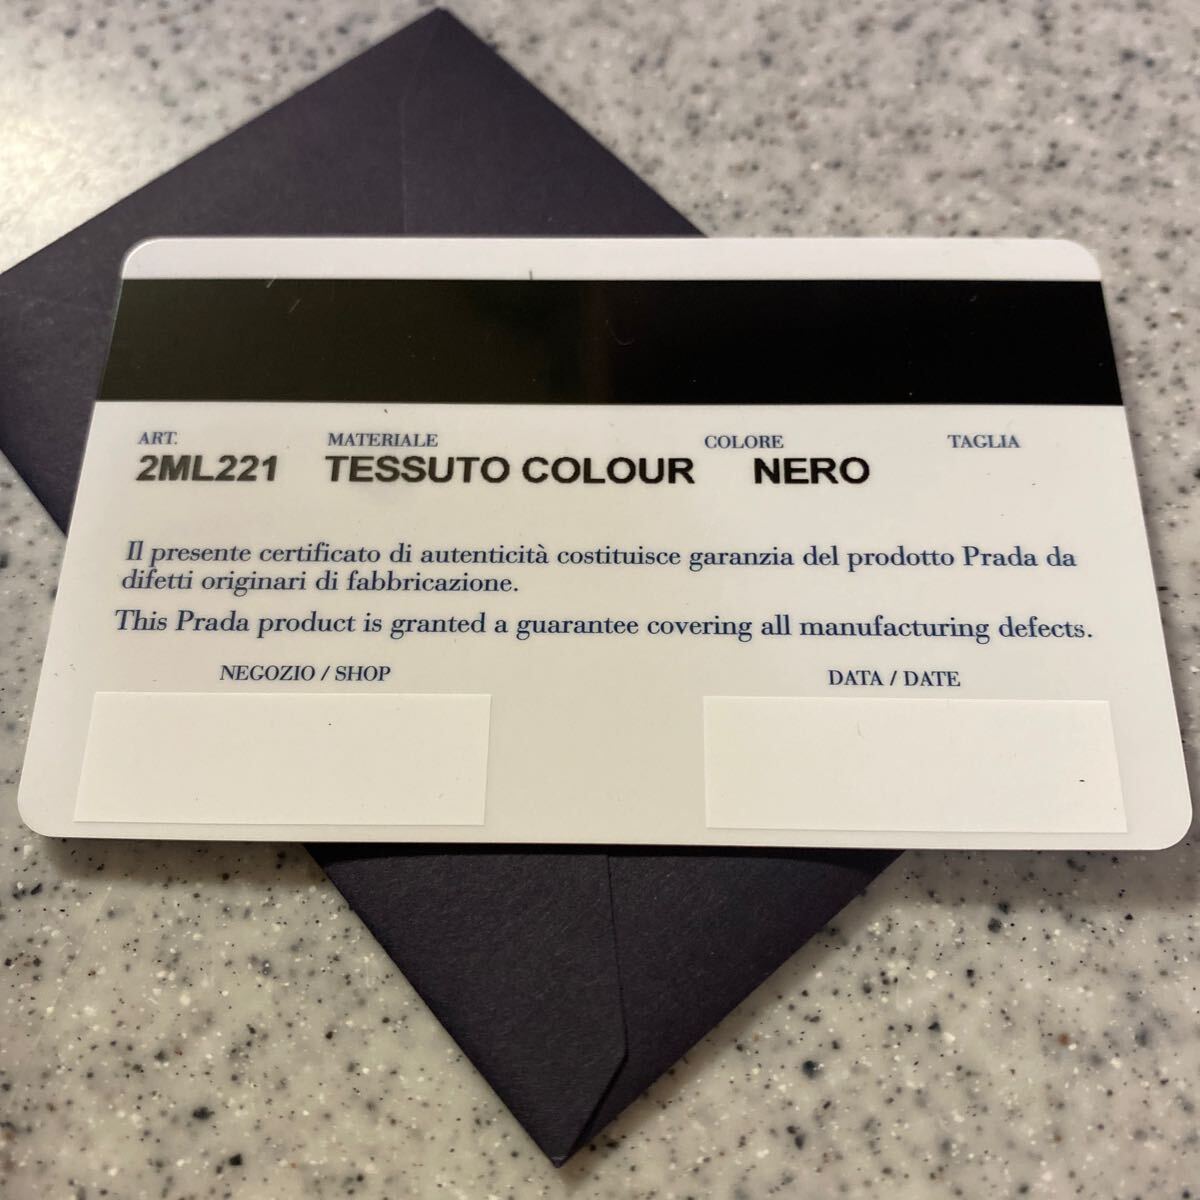 ART. MATERIALE COLORE TAGLIA
2ML221 TESSUTO COLOUR NERO
Il presente certificato di autenticità costituisce garanzia del prodotto Prada da
difetti originari di fabbricazione.
This Prada product is granted a guarantee covering all manufacturing defects.
NEGOZIO / SHOP DATA / DATE